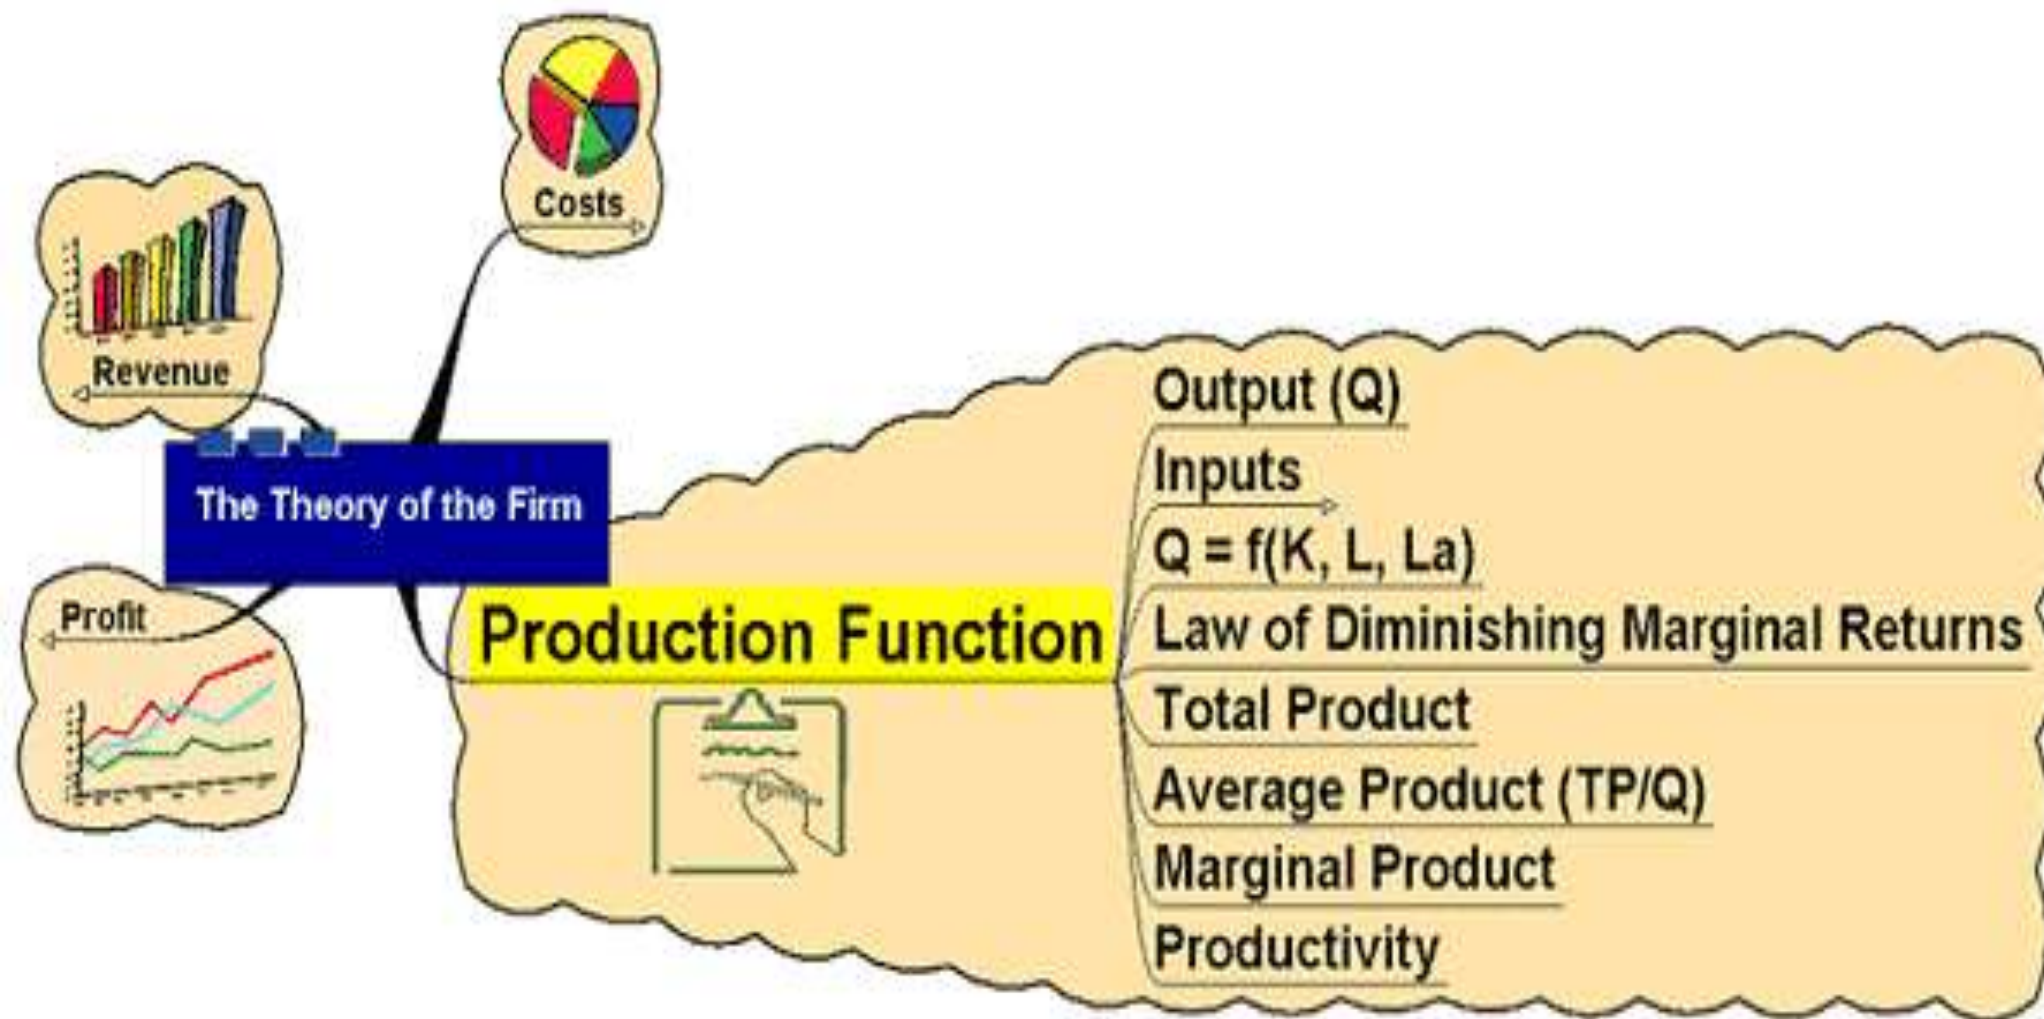 Costs
Revenue
The Theory of the Firm
Profit
Production Function
Output (Q)
Inputs
Q = f(K, L, La)
Law of Diminishing Marginal Returns
Total Product
Average Product (TP/Q)
Marginal Product
Productivity